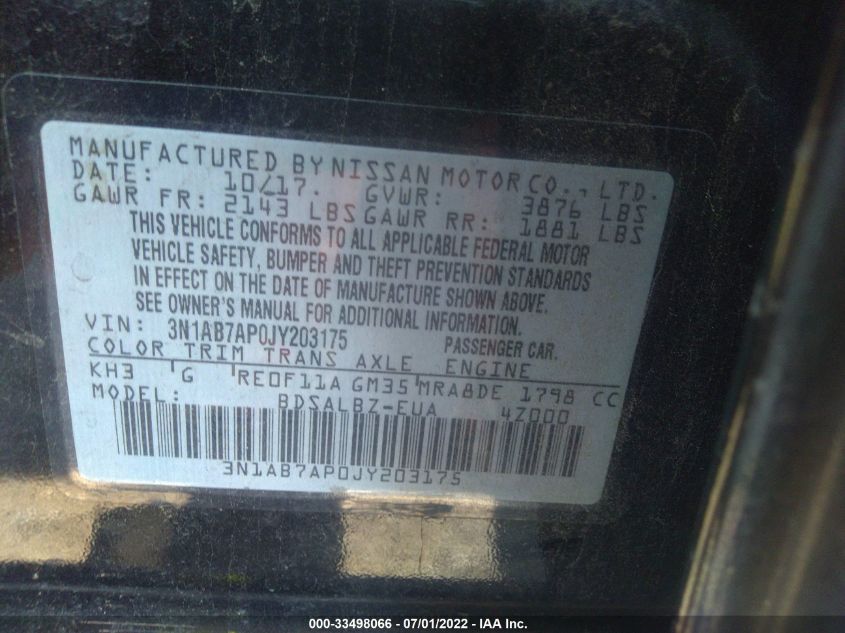 MANUFACTURED BY NISSAN MOTOR CO., LTD.
DATE: 10/17. GVWR: 3876 LBS
GAWR FR: 2143 LBS GAWR RR: 1881 LBS
THIS VEHICLE CONFORMS TO ALL APPLICABLE FEDERAL MOTOR
VEHICLE SAFETY, BUMPER AND THEFT PREVENTION STANDARDS
IN EFFECT ON THE DATE OF MANUFACTURE SHOWN ABOVE.
SEE OWNER'S MANUAL FOR ADDITIONAL INFORMATION.
VIN: 3N1AB7AP0JY203175 PASSENGER CAR.
COLOR TRIM TRANS AXLE ENGINE
KH3 G RE0F11A GM35 MRA8DE 1798 CC
MODEL: BDSALBZ-EUA 4Z000
3N1AB7AP0JY203175
000-33498066 - 07/01/2022 - IAA Inc.